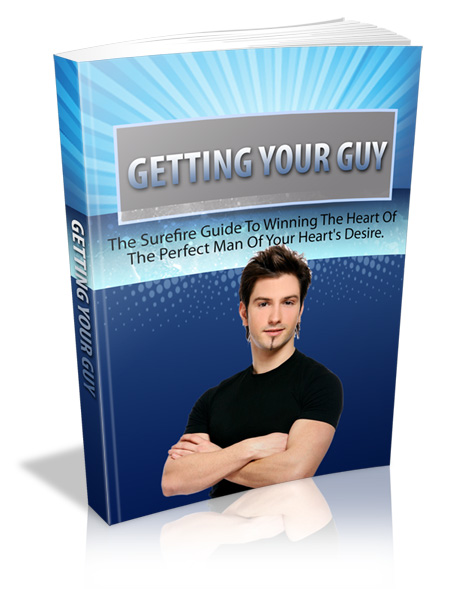 GETTING YOUR GUY
The Surefire Guide To Winning The Heart Of
The Perfect Man Of Your Heart's Desire.
GETTING YOUR GUY